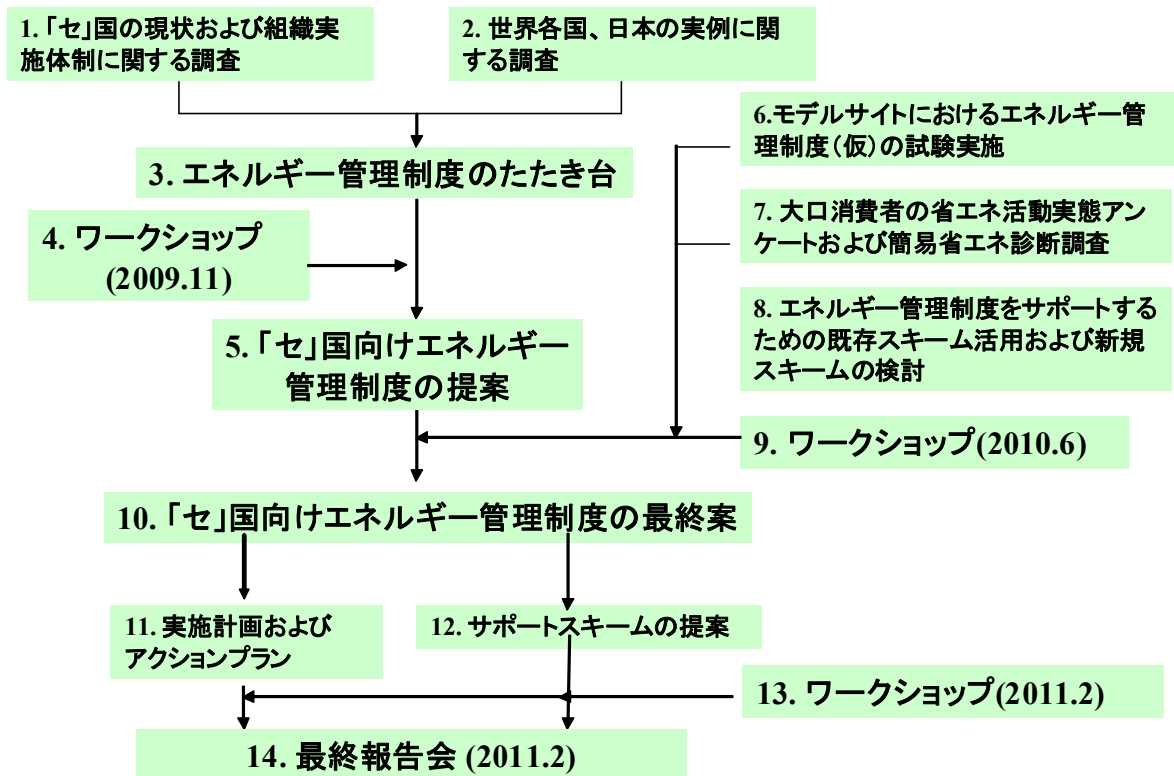 1. 「セ」国の現状および組織実
施体制に関する調査
2. 世界各国、日本の実例に関
する調査
3. エネルギー管理制度のたたき台
4. ワークショップ
(2009.11)
5. 「セ」国向けエネルギー
管理制度の提案
6.モデルサイトにおけるエネルギー管
理制度(仮)の試験実施
7. 大口消費者の省エネ活動実態アン
ケートおよび簡易省エネ診断調査
8. エネルギー管理制度をサポートする
ための既存スキーム活用および新規
スキームの検討
9. ワークショップ(2010.6)
10. 「セ」国向けエネルギー管理制度の最終案
11. 実施計画および
アクションプラン
12. サポートスキームの提案
13. ワークショップ(2011.2)
14. 最終報告会 (2011.2)